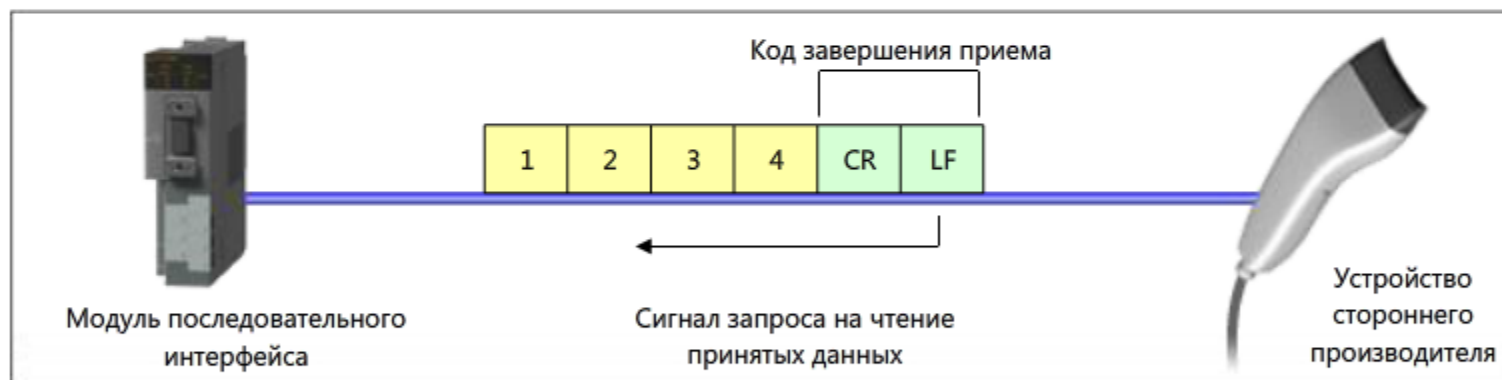 Код завершения приема
1 2 3 4 CR LF
Модуль последовательного
интерфейса
Сигнал запроса на чтение
принятых данных
Устройство
стороннего
производителя